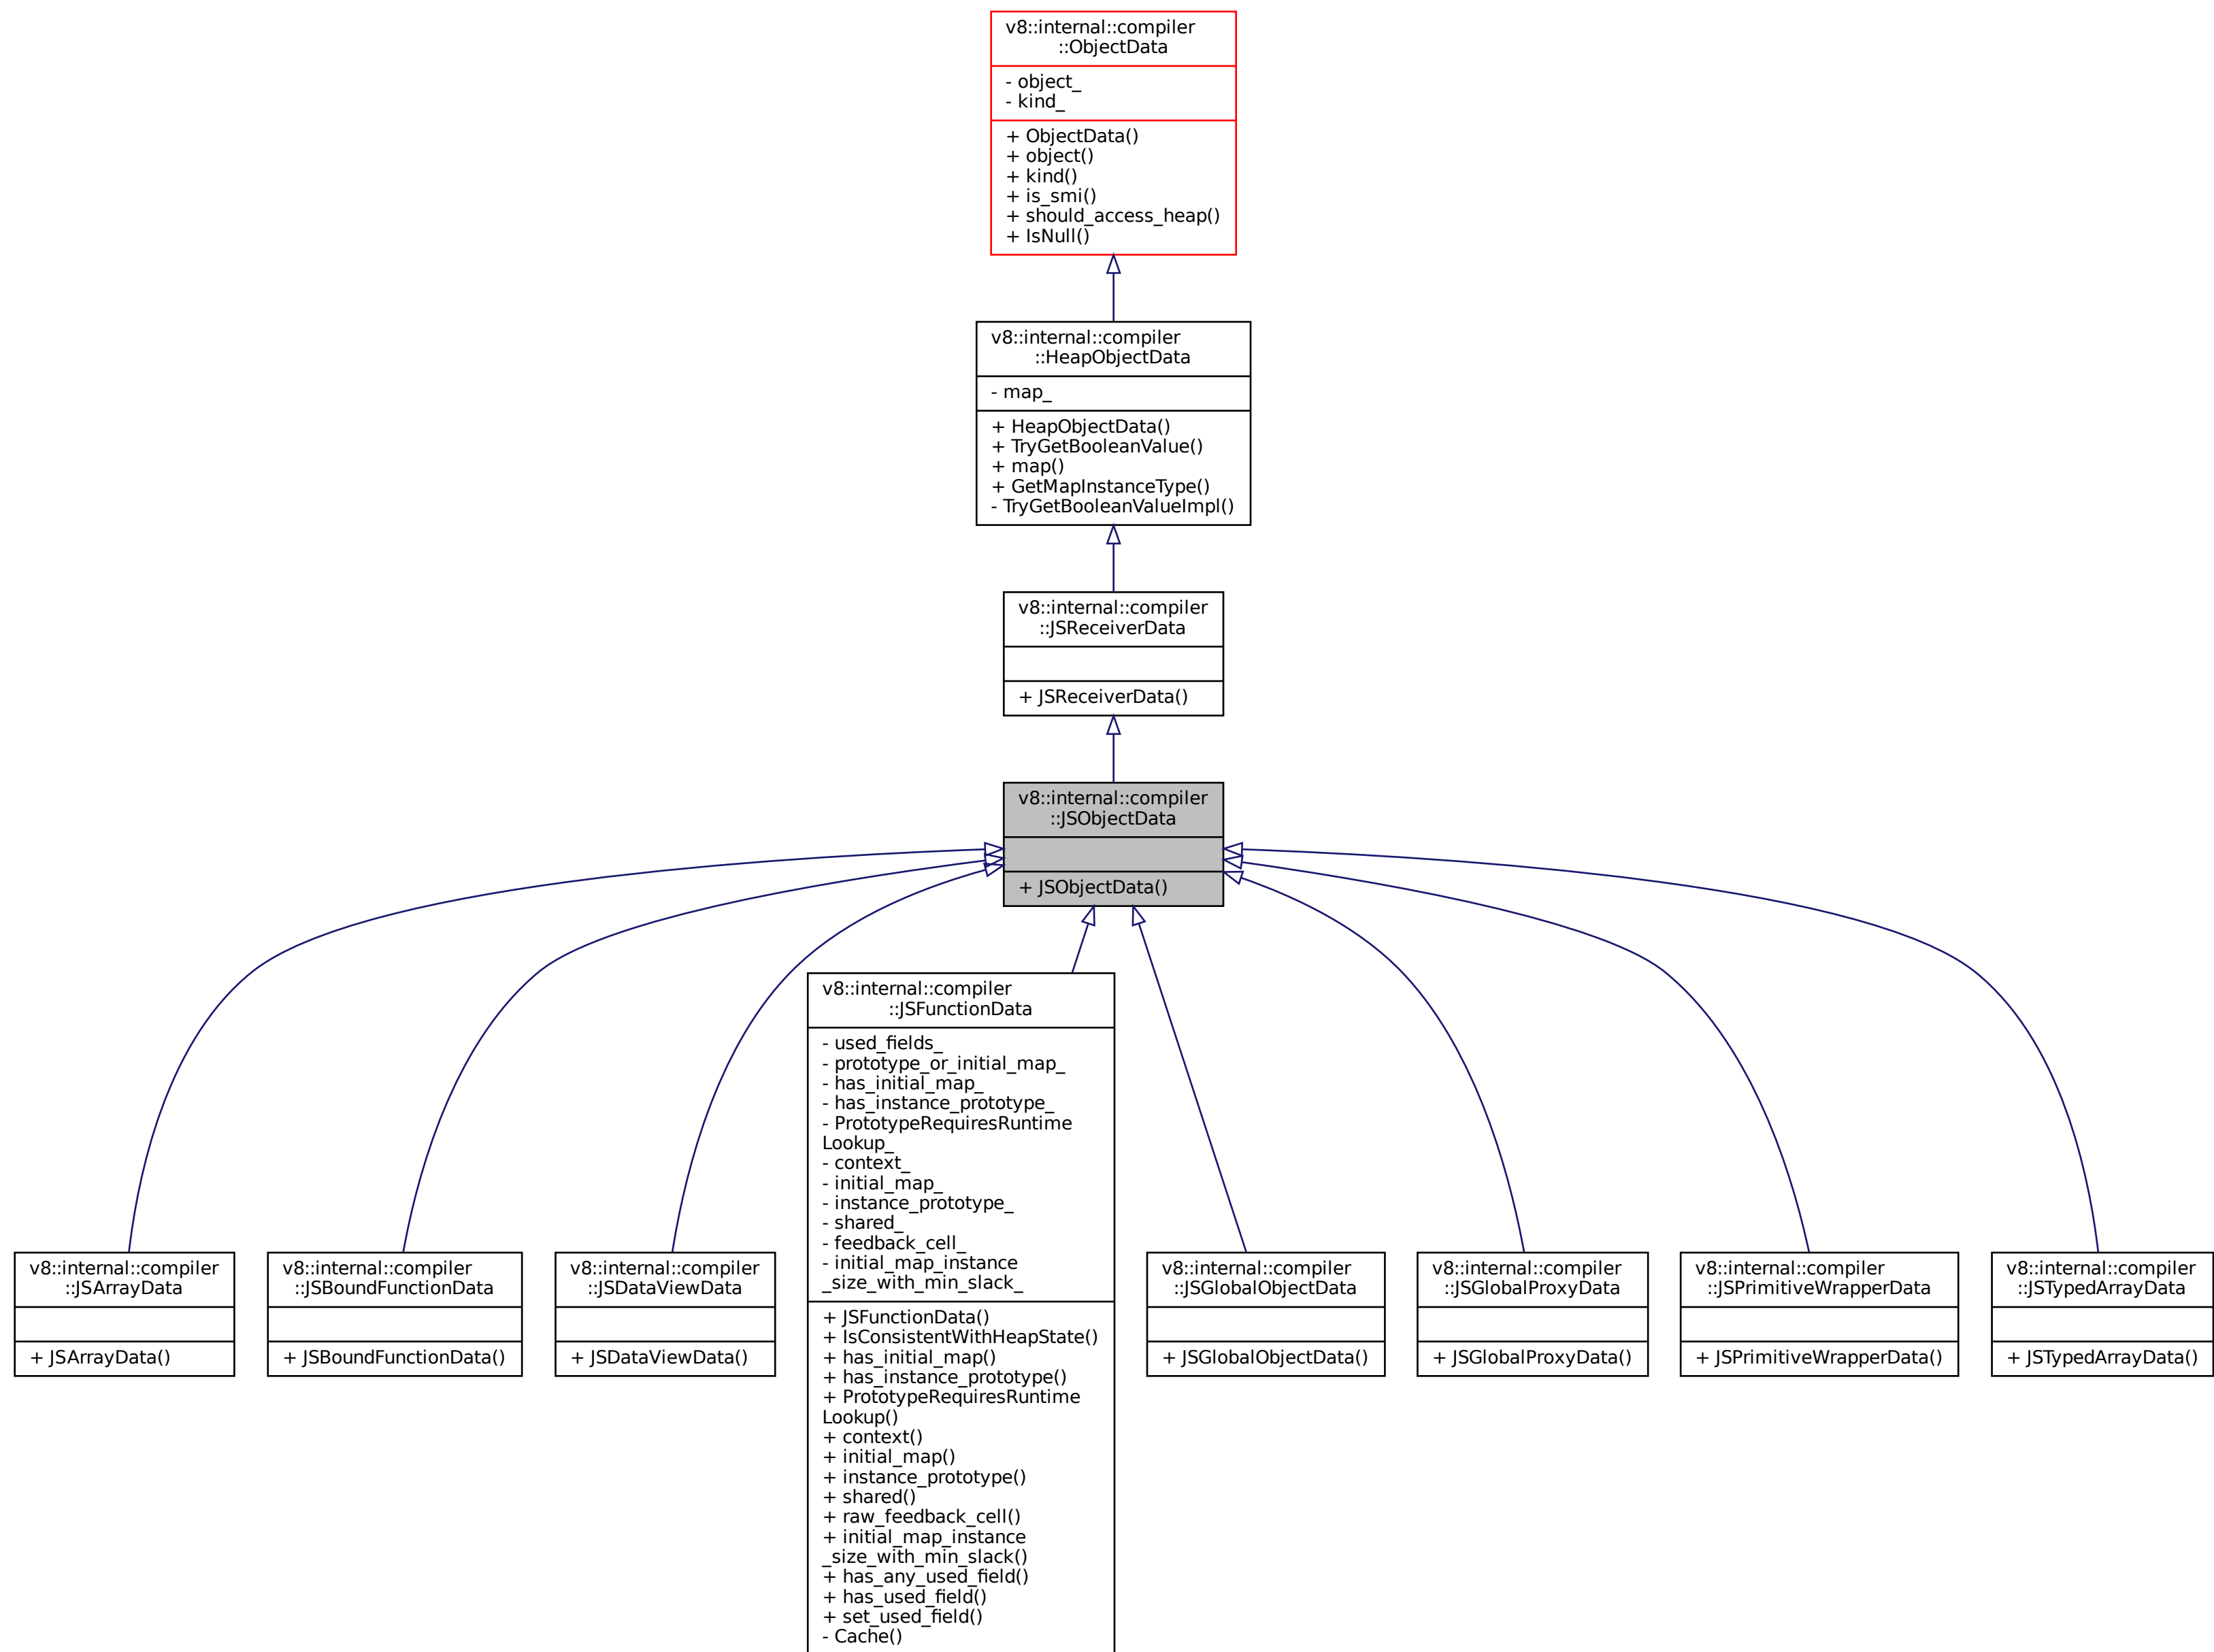 v8::internal::compiler
::ObjectData
- object_
- kind_
+ ObjectData()
+ object()
+ kind()
+ is_smi()
+ should_access_heap()
+ IsNull()
v8::internal::compiler
::HeapObjectData
- map_
+ HeapObjectData()
+ TryGetBooleanValue()
+ map()
+ GetMapInstanceType()
- TryGetBooleanValueImpl()
v8::internal::compiler
::JSReceiverData
+ JSReceiverData()
v8::internal::compiler
::JSObjectData
+ JSObjectData()
v8::internal::compiler
::JSFunctionData
- used_fields_
- prototype_or_initial_map_
- has_initial_map_
- has_instance_prototype_
- PrototypeRequiresRuntime
Lookup_
- context_
- initial_map_
- instance_prototype_
- shared_
- feedback_cell_
- initial_map_instance
_size_with_min_slack_
+ JSFunctionData()
+ IsConsistentWithHeapState()
+ has_initial_map()
+ has_instance_prototype()
+ PrototypeRequiresRuntime
Lookup()
+ context()
+ initial_map()
+ instance_prototype()
+ shared()
+ raw_feedback_cell()
+ initial_map_instance
_size_with_min_slack()
+ has_any_used_field()
+ has_used_field()
+ set_used_field()
- Cache()
v8::internal::compiler
::JSArrayData
+ JSArrayData()
v8::internal::compiler
::JSBoundFunctionData
+ JSBoundFunctionData()
v8::internal::compiler
::JSDataViewData
+ JSDataViewData()
v8::internal::compiler
::JSGlobalObjectData
+ JSGlobalObjectData()
v8::internal::compiler
::JSGlobalProxyData
+ JSGlobalProxyData()
v8::internal::compiler
::JSPrimitiveWrapperData
+ JSPrimitiveWrapperData()
v8::internal::compiler
::JSTypedArrayData
+ JSTypedArrayData()